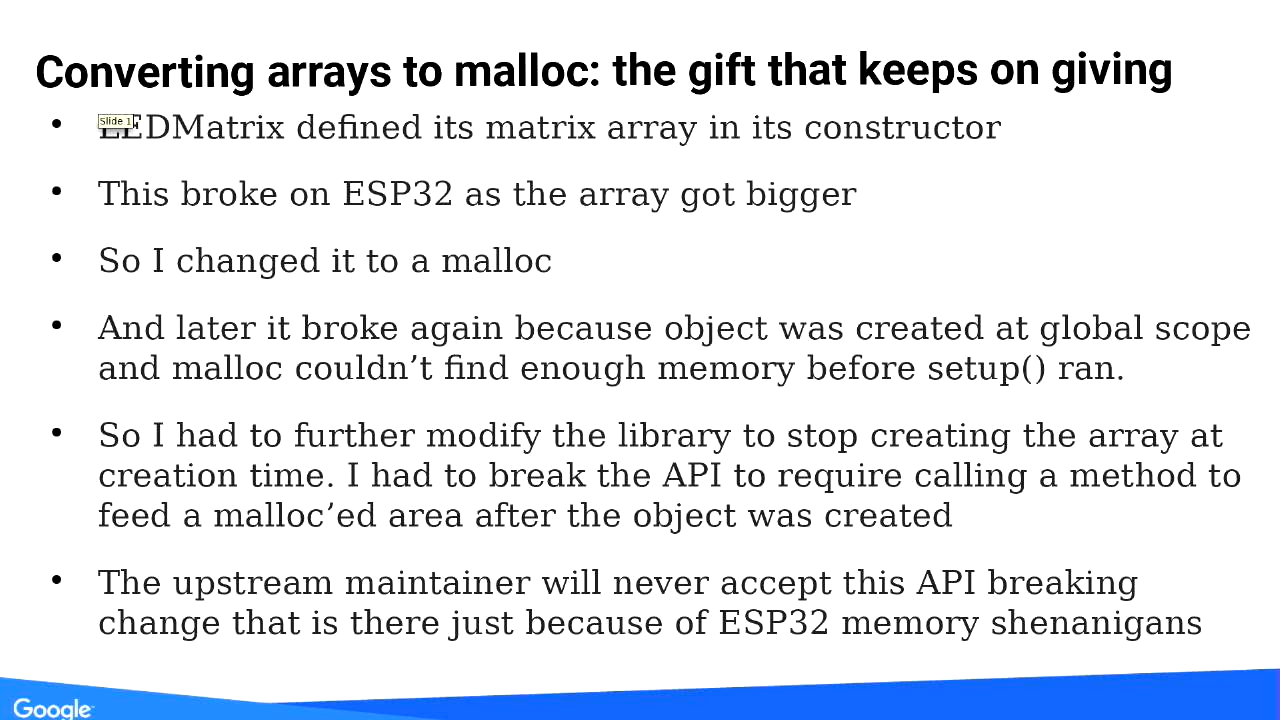 Converting arrays to malloc: the gift that keeps on giving
• LEDMatrix defined its matrix array in its constructor
Slide 1
• This broke on ESP32 as the array got bigger
• So I changed it to a malloc
• And later it broke again because object was created at global scope
and malloc couldn’t find enough memory before setup() ran.
• So I had to further modify the library to stop creating the array at
creation time. I had to break the API to require calling a method to
feed a malloc’ed area after the object was created
• The upstream maintainer will never accept this API breaking
change that is there just because of ESP32 memory shenanigans
Google